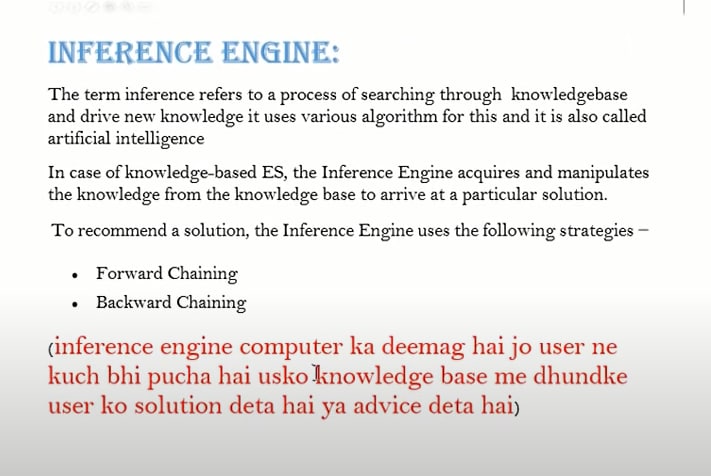 INFERENCE ENGINE:
The term inference refers to a process of searching through knowledgebase
and drive new knowledge it uses various algorithm for this and it is also called
artificial intelligence
In case of knowledge-based ES, the Inference Engine acquires and manipulates
the knowledge from the knowledge base to arrive at a particular solution.
To recommend a solution, the Inference Engine uses the following strategies –
• Forward Chaining
• Backward Chaining
(inference engine computer ka deemag hai jo user ne
kuch bhi pucha hai usko knowledge base me dhundke
user ko solution deta hai ya advice deta hai)